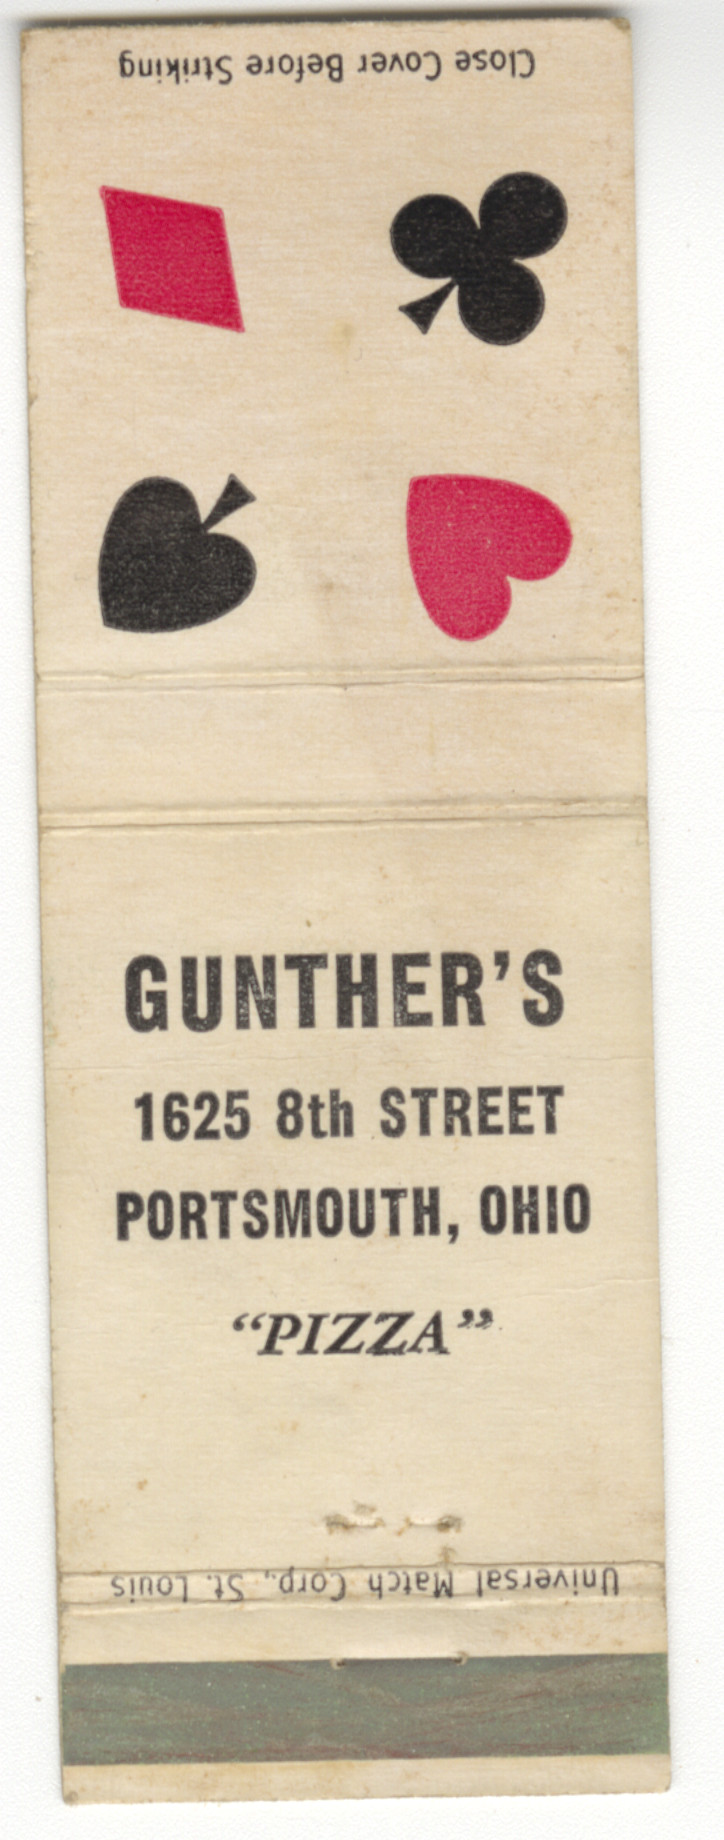 Close Cover Before Striking
GUNTHER'S
1625 8th STREET
PORTSMOUTH, OHIO
“PIZZA”
Universal Match Corp., St. Louis